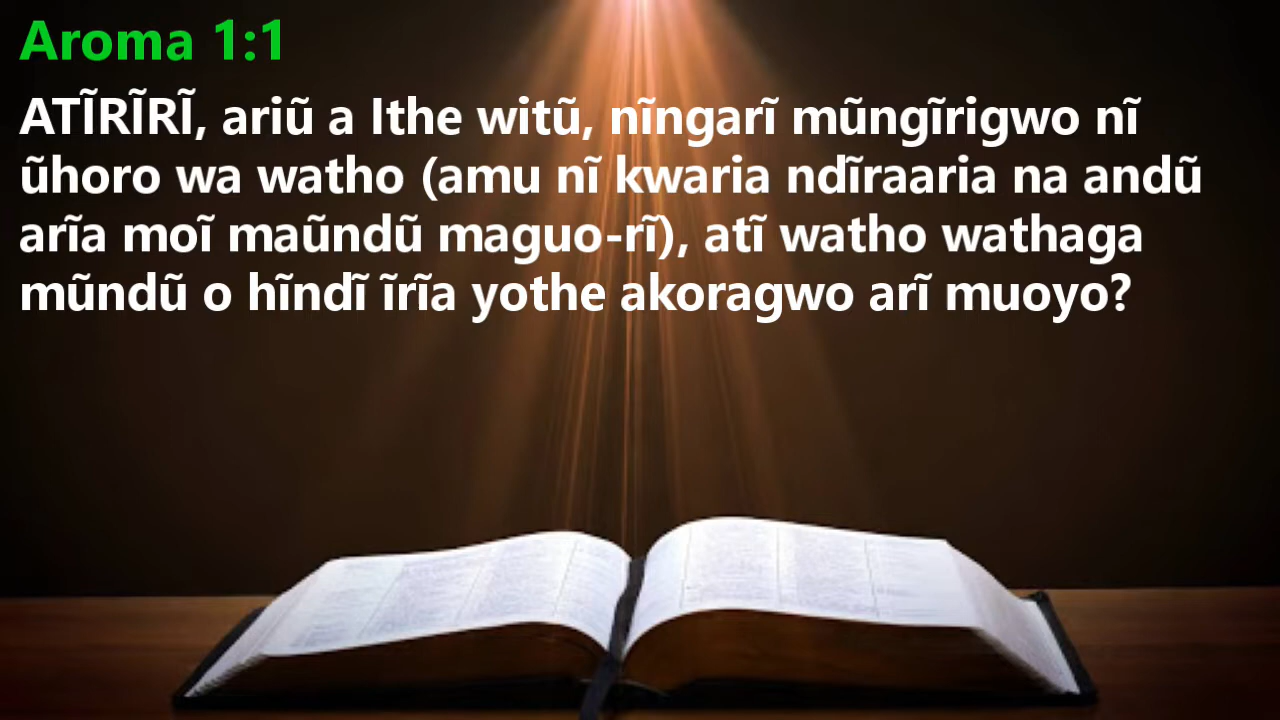 Aroma 1:1
ATĨRĨRĨ, ariũ a Ithe witũ, nĩngarĩ mũngĩrigwo nĩ
ũhoro wa watho (amu nĩ kwaria ndĩraaria na andũ
arĩa moĩ maũndũ maguo-rĩ), atĩ watho wathaga
mũndũ o hĩndĩ ĩrĩa yothe akoragwo arĩ muoyo?